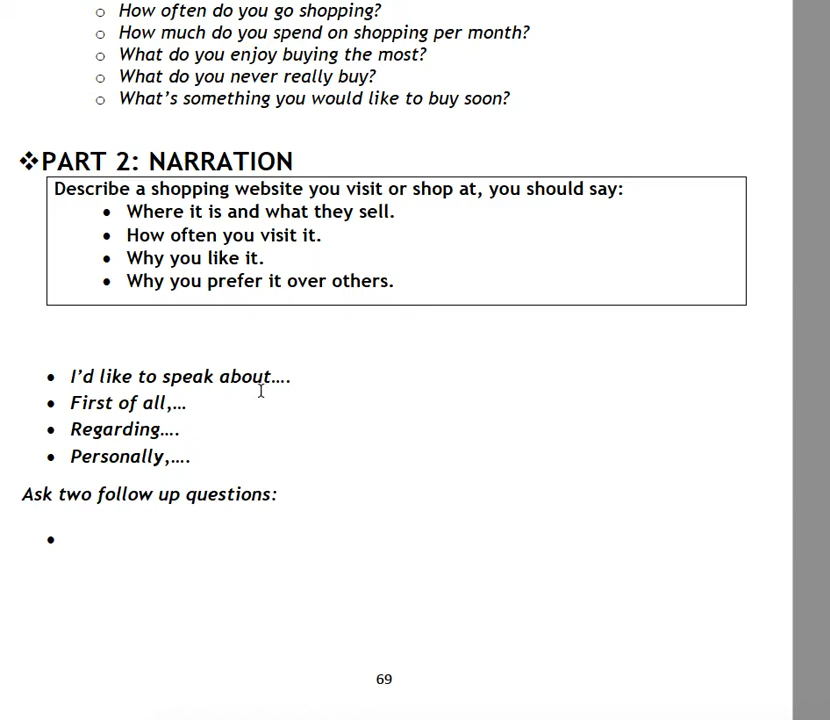 ○ How often do you go shopping?
○ How much do you spend on shopping per month?
○ What do you enjoy buying the most?
○ What do you never really buy?
○ What's something you would like to buy soon?
❖PART 2: NARRATION
Describe a shopping website you visit or shop at, you should say:
• Where it is and what they sell.
• How often you visit it.
• Why you like it.
• Why you prefer it over others.
• I'd like to speak about....
• First of all,...
• Regarding....
• Personally,....
Ask two follow up questions:
•
69